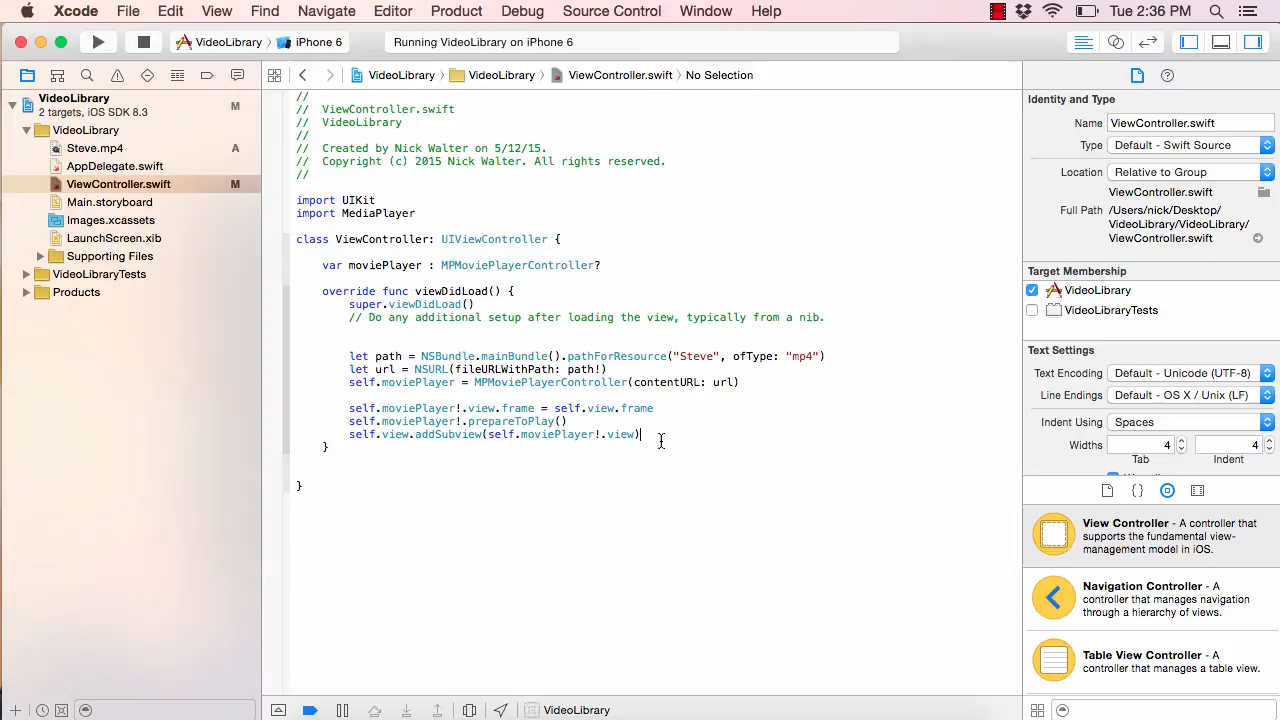 Xcode File Edit View Find Navigate Editor Product Debug Source Control Window Help Tue 2:36 PM
VideoLibrary iPhone 6 Running VideoLibrary on iPhone 6
VideoLibrary VideoLibrary ViewController.swift No Selection
VideoLibrary M
2 targets, iOS SDK 8.3
VideoLibrary
Steve.mp4 A
AppDelegate.swift
ViewController.swift M
Main.storyboard
Images.xcassets
LaunchScreen.xib
Supporting Files
VideoLibraryTests
Products
//
// ViewController.swift
// VideoLibrary
//
// Created by Nick Walter on 5/12/15.
// Copyright (c) 2015 Nick Walter. All rights reserved.
//
import UIKit
import MediaPlayer
class ViewController: UIViewController {
var moviePlayer : MPMoviePlayerController?
override func viewDidLoad() {
super.viewDidLoad()
// Do any additional setup after loading the view, typically from a nib.
let path = NSBundle.mainBundle().pathForResource("Steve", ofType: "mp4")
let url = NSURL(fileURLWithPath: path!)
self.moviePlayer = MPMoviePlayerController(contentURL: url)
self.moviePlayer!.view.frame = self.view.frame
self.moviePlayer!.prepareToPlay()
self.view.addSubview(self.moviePlayer!.view)
}
}
VideoLibrary
Identity and Type
Name ViewController.swift
Type Default - Swift Source
Location Relative to Group
ViewController.swift
Full Path /Users/nick/Desktop/
VideoLibrary/VideoLibrary/
ViewController.swift
Target Membership
VideoLibrary
VideoLibraryTests
Text Settings
Text Encoding Default - Unicode (UTF-8)
Line Endings Default - OS X / Unix (LF)
Indent Using Spaces
Widths 4 4
Tab Indent
{}
View Controller - A controller that
supports the fundamental view-
management model in iOS.
Navigation Controller - A
controller that manages navigation
through a hierarchy of views.
Table View Controller - A
controller that manages a table view.